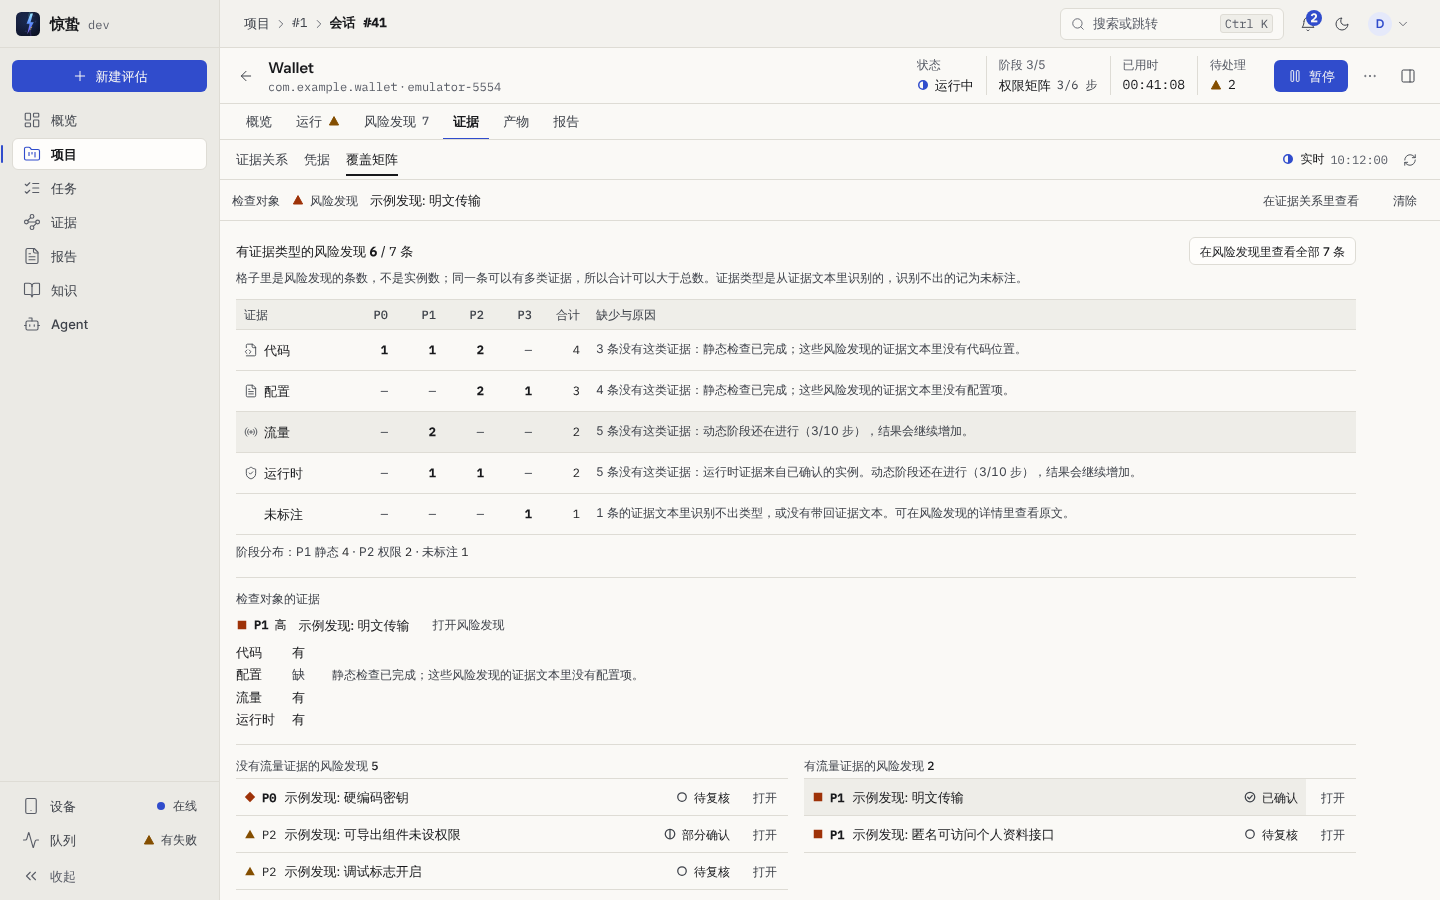 惊蛰 dev
项目 > #1 > 会话 #41
搜索或跳转 Ctrl K
2
D
新建评估
概览
项目
任务
证据
报告
知识
Agent
设备 在线
队列 有失败
收起
Wallet
com.example.wallet · emulator-5554
状态
运行中
阶段 3/5
权限矩阵 3/6 步
已用时
00:41:08
待处理
2
暂停
概览 运行 风险发现 7 证据 产物 报告
证据关系 凭据 覆盖矩阵
实时 10:12:00
检查对象 风险发现 示例发现: 明文传输
在证据关系里查看 清除
有证据类型的风险发现 6 / 7 条
在风险发现里查看全部 7 条
格子里是风险发现的条数，不是实例数；同一条可以有多类证据，所以合计可以大于总数。证据类型是从证据文本里识别的，识别不出的记为未标注。
证据 P0 P1 P2 P3 合计 缺少与原因
代码 1 1 2 – 4 3 条没有这类证据：静态检查已完成；这些风险发现的证据文本里没有代码位置。
配置 – – 2 1 3 4 条没有这类证据：静态检查已完成；这些风险发现的证据文本里没有配置项。
流量 – 2 – – 2 5 条没有这类证据：动态阶段还在进行（3/10 步），结果会继续增加。
运行时 – 1 1 – 2 5 条没有这类证据：运行时证据来自已确认的实例。动态阶段还在进行（3/10 步），结果会继续增加。
未标注 – – – 1 1 1 条的证据文本里识别不出类型，或没有带回证据文本。可在风险发现的详情里查看原文。
阶段分布：P1 静态 4 · P2 权限 2 · 未标注 1
检查对象的证据
P1 高 示例发现: 明文传输 打开风险发现
代码 有
配置 缺 静态检查已完成；这些风险发现的证据文本里没有配置项。
流量 有
运行时 有
没有流量证据的风险发现 5
P0 示例发现: 硬编码密钥 待复核 打开
P2 示例发现: 可导出组件未设权限 部分确认 打开
P2 示例发现: 调试标志开启 待复核 打开
有流量证据的风险发现 2
P1 示例发现: 明文传输 已确认 打开
P1 示例发现: 匿名可访问个人资料接口 待复核 打开